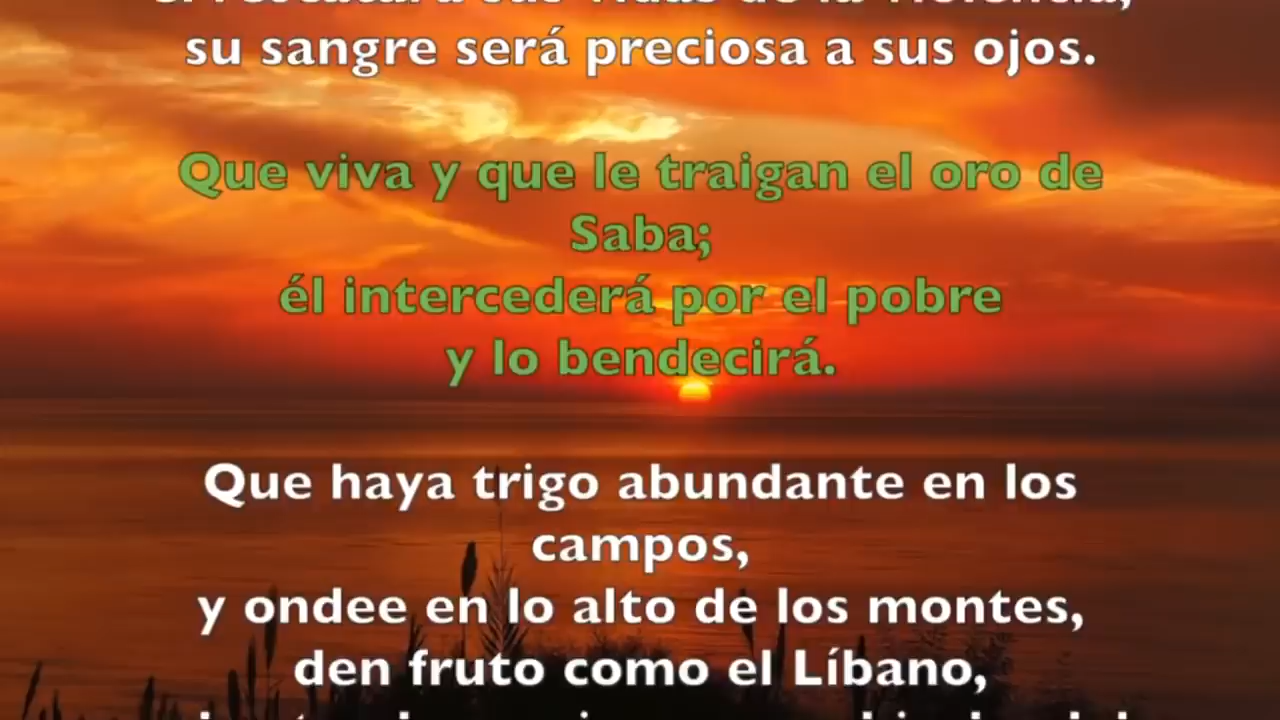 su sangre será preciosa a sus ojos.
Que viva y que le traigan el oro de
Saba;
él intercederá por el pobre
y lo bendecirá.
Que haya trigo abundante en los
campos,
y ondee en lo alto de los montes,
den fruto como el Líbano,